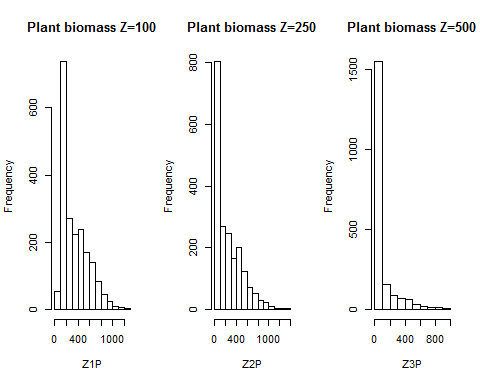 Plant biomass Z=100
Frequency
0 200 400 600
0 400 1000
Z1P
Plant biomass Z=250
Frequency
0 200 400 600 800
0 400 1000
Z2P
Plant biomass Z=500
Frequency
0 500 1000 1500
0 400 800
Z3P